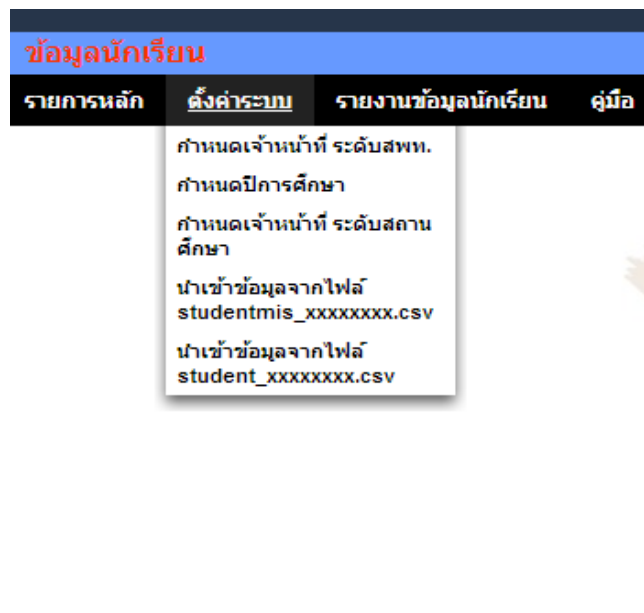 ข้อมูลนักเรียน
รายการหลัก ตั้งค่าระบบ รายงานข้อมูลนักเรียน คู่มือ
กำหนดเจ้าหน้าที่ ระดับสพท.
กำหนดปีการศึกษา
กำหนดเจ้าหน้าที่ ระดับสถาน
ศึกษา
นำเข้าข้อมูลจากไฟล์
studentmis_xxxxxxxx.csv
นำเข้าข้อมูลจากไฟล์
student_xxxxxxxx.csv